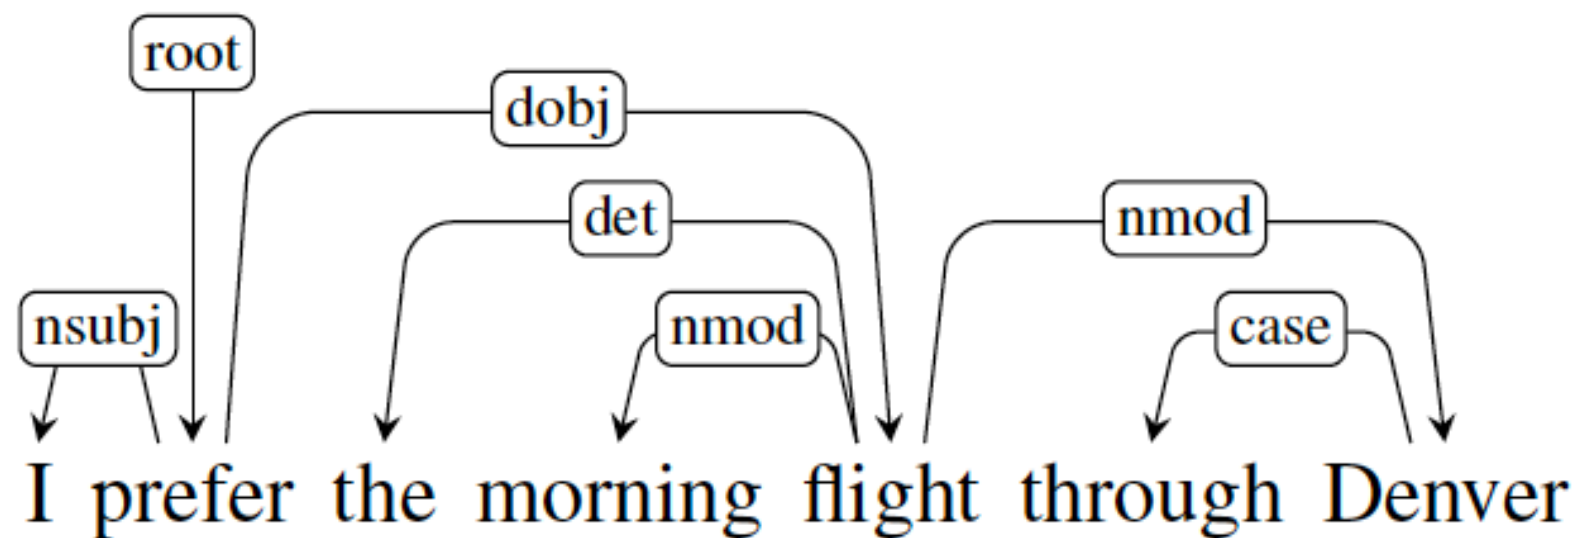 root
dobj
det nmod
nsubj nmod case
I prefer the morning flight through Denver